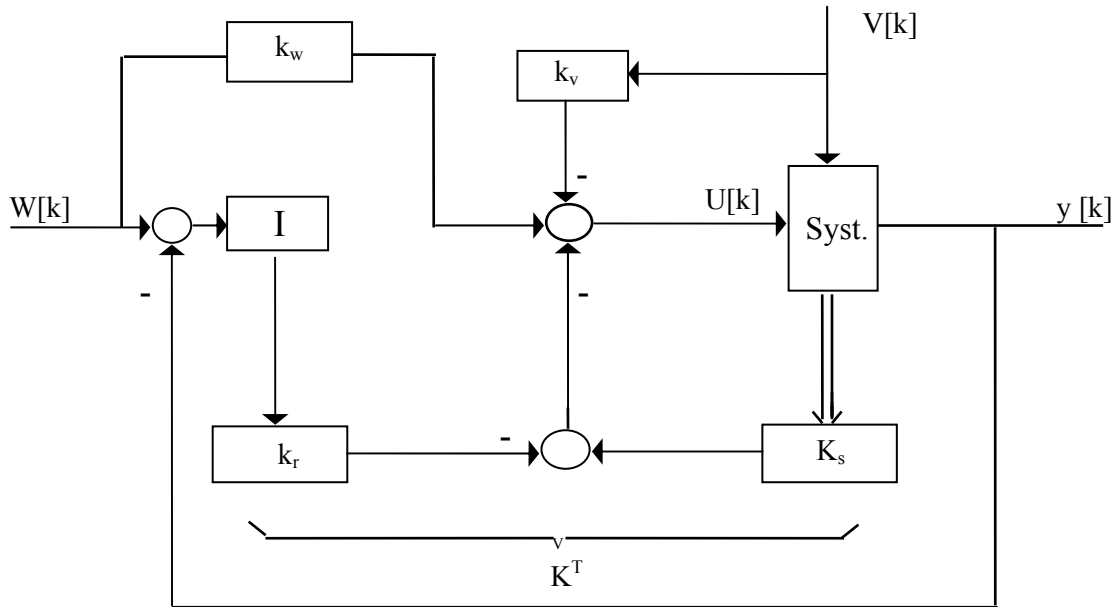 V[k]
k_w
k_v
-
W[k]
I
U[k]
Syst.
y [k]
-
-
k_r
-
K_s
v
K^T